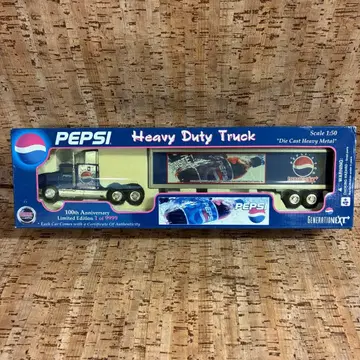 PEPSI
Heavy Duty Truck
Scale 1:50
"Die Cast Heavy Metal"
100th Anniversary
Limited Edition 1 of 9999
* Each Car Comes with a Certificate Of Authenticity
PEPSI
GENERATIONEXT
WARNING